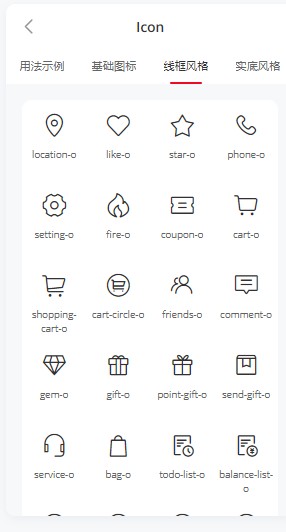 Icon
用法示例 基础图标 线框风格 实底风格
location-o like-o star-o phone-o
setting-o fire-o coupon-o cart-o
shopping-
cart-o cart-circle-o friends-o comment-o
gem-o gift-o point-gift-o send-gift-o
service-o bag-o todo-list-o balance-list-
o